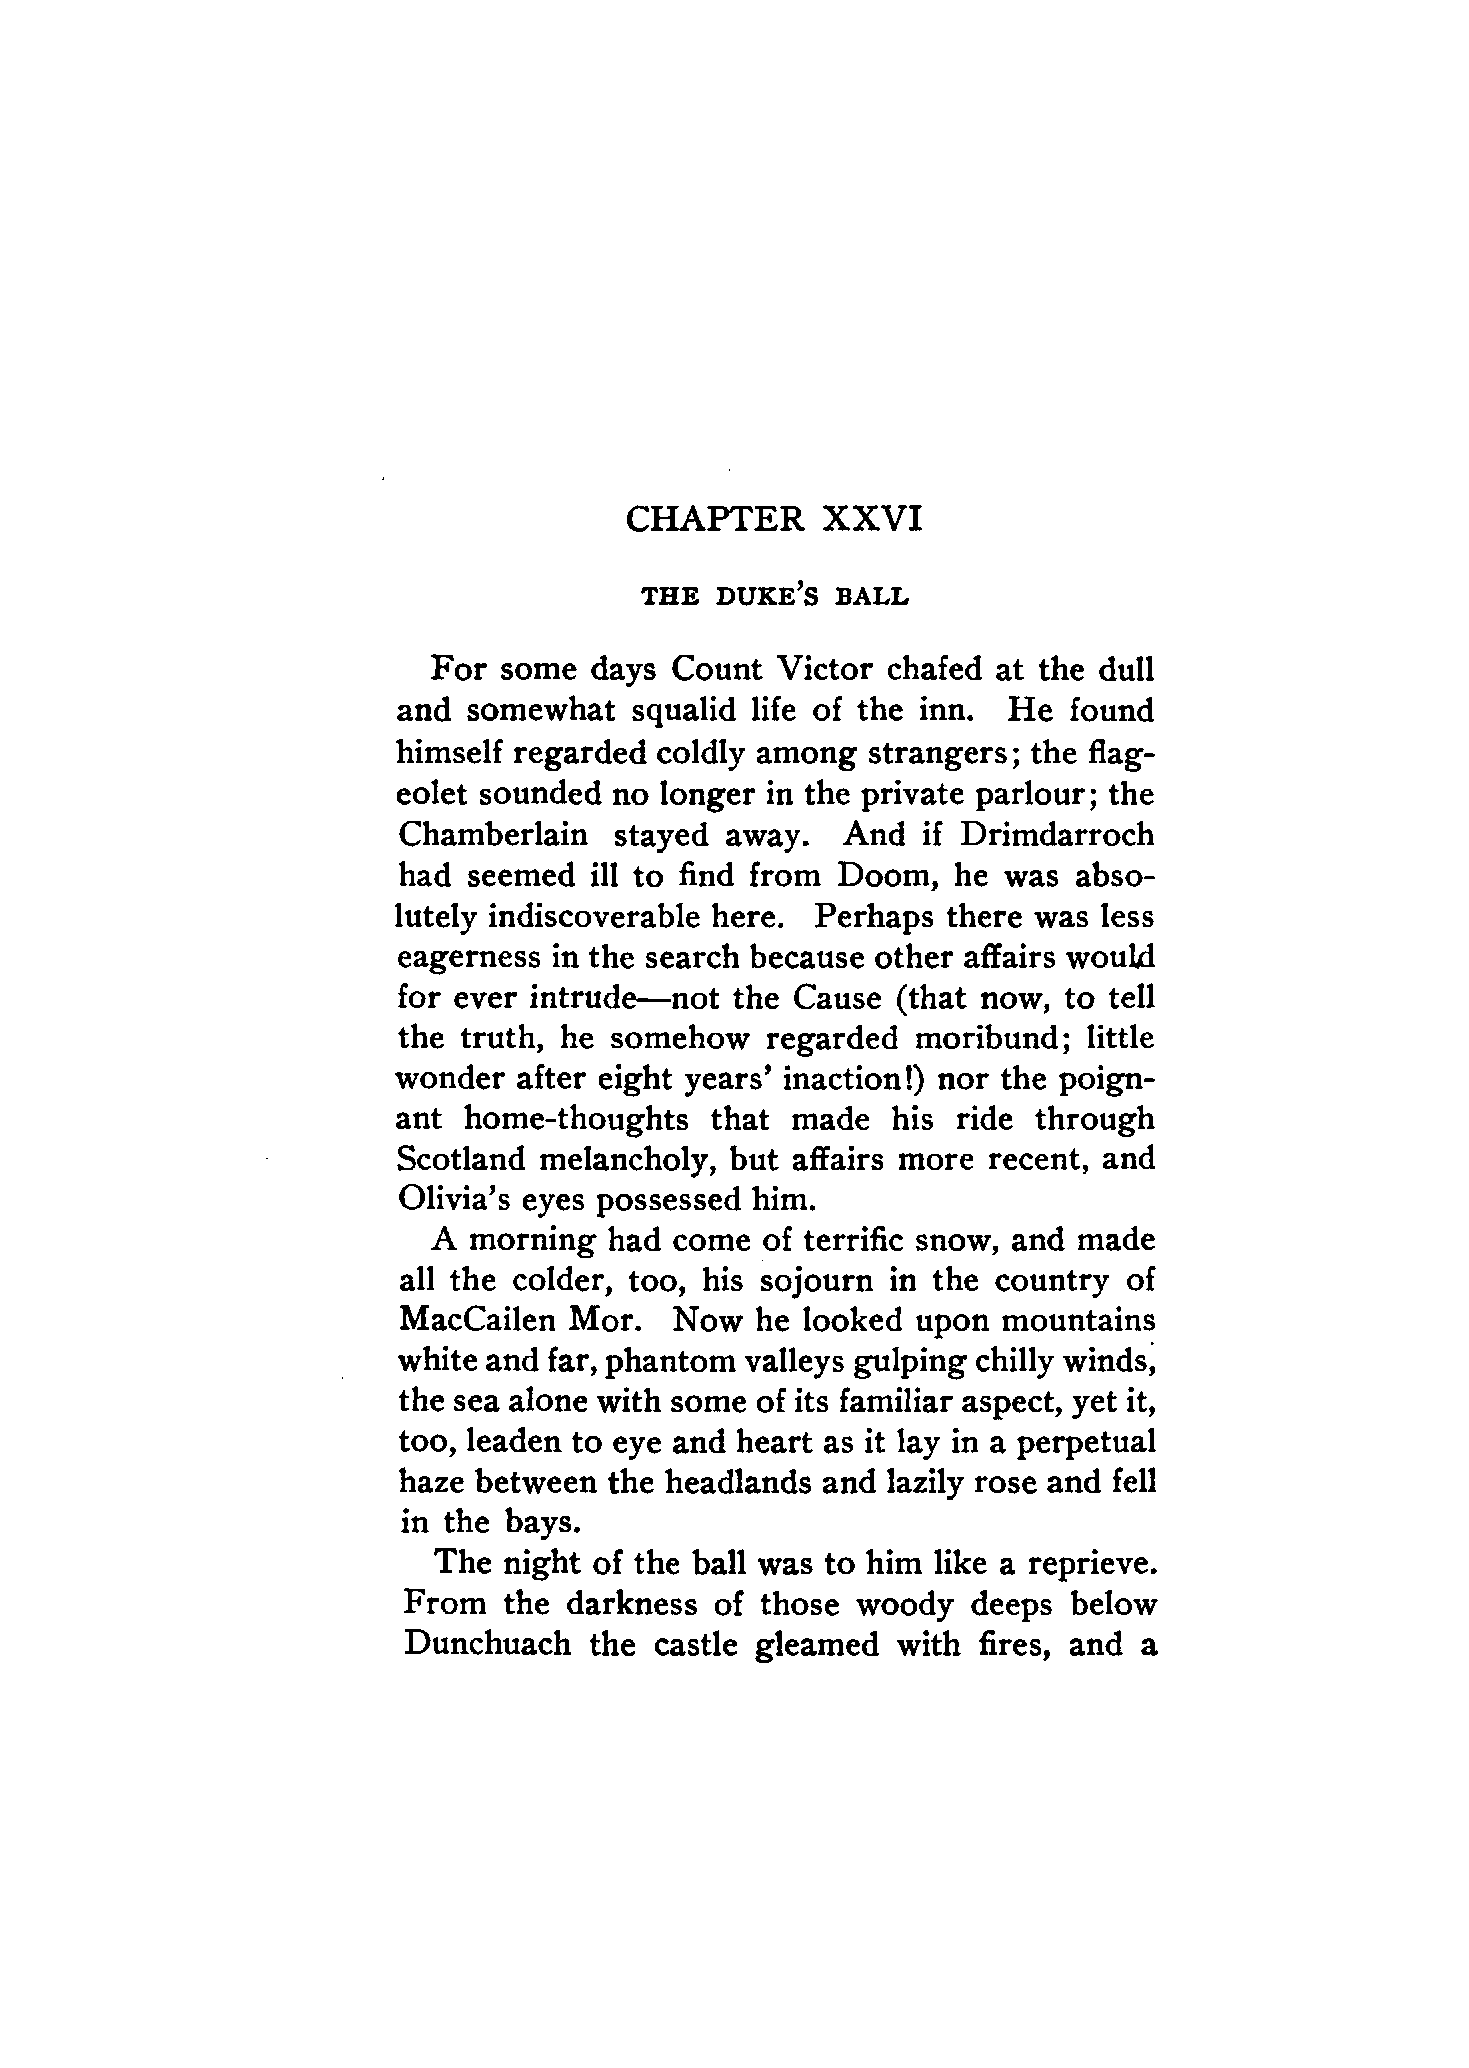 CHAPTER XXVI
THE DUKE'S BALL
For some days Count Victor chafed at the dull
and somewhat squalid life of the inn. He found
himself regarded coldly among strangers; the flag-
eolet sounded no longer in the private parlour; the
Chamberlain stayed away. And if Drimdarroch
had seemed ill to find from Doom, he was abso-
lutely indiscoverable here. Perhaps there was less
eagerness in the search because other affairs would
for ever intrude—not the Cause (that now, to tell
the truth, he somehow regarded moribund; little
wonder after eight years' inaction!) nor the poign-
ant home-thoughts that made his ride through
Scotland melancholy, but affairs more recent, and
Olivia's eyes possessed him.
A morning had come of terrific snow, and made
all the colder, too, his sojourn in the country of
MacCailen Mor. Now he looked upon mountains
white and far, phantom valleys gulping chilly winds,
the sea alone with some of its familiar aspect, yet it,
too, leaden to eye and heart as it lay in a perpetual
haze between the headlands and lazily rose and fell
in the bays.
The night of the ball was to him like a reprieve.
From the darkness of those woody deeps below
Dunchuach the castle gleamed with fires, and a